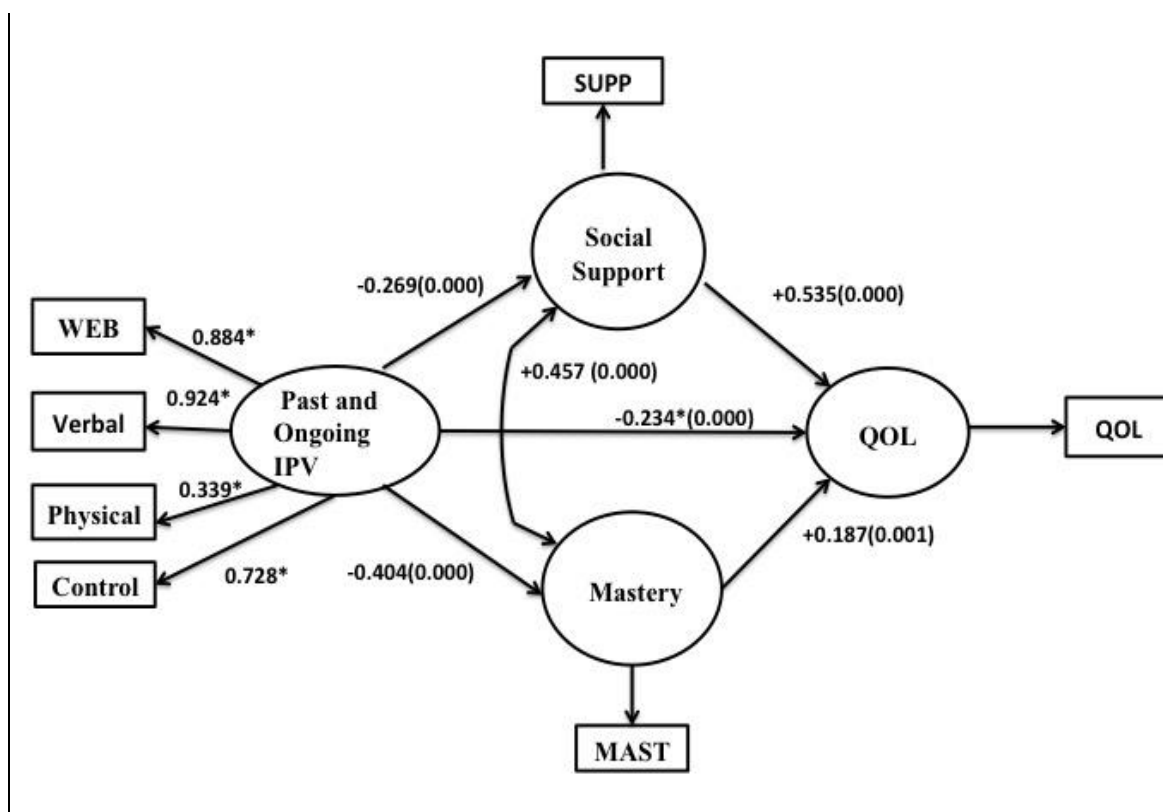 SUPP
Social
Support
-0.269(0.000)
+0.535(0.000)
WEB
0.884*
+0.457 (0.000)
0.924*
Verbal
Past and
Ongoing
IPV
-0.234*(0.000)
QOL
QOL
0.339*
Physical
+0.187(0.001)
Control
0.728*
-0.404(0.000)
Mastery
MAST